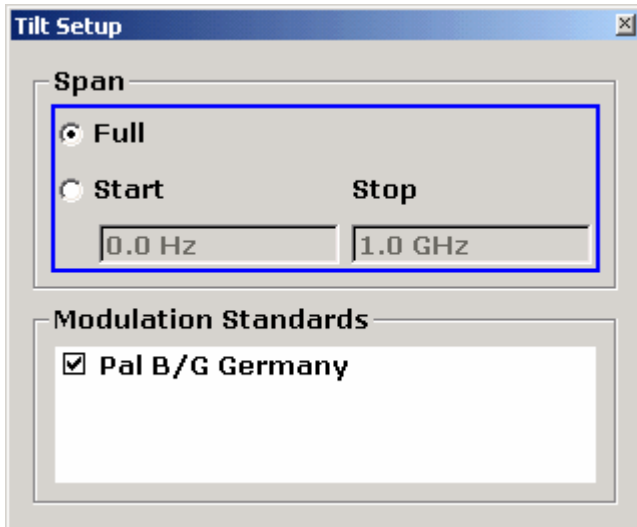 Tilt Setup
Span
Full
Start Stop
0.0 Hz 1.0 GHz
Modulation Standards
Pal B/G Germany